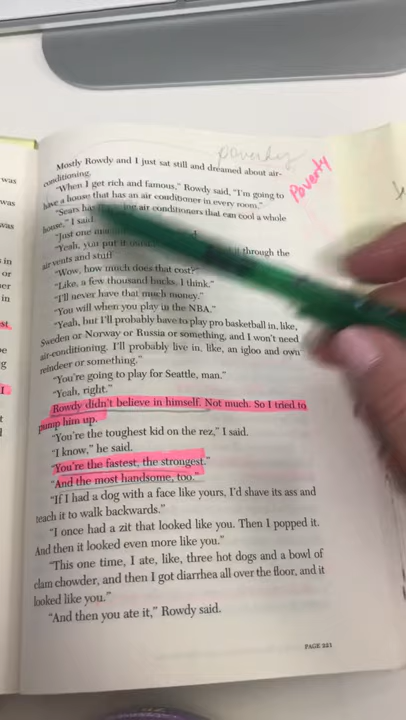 poverty
Poverty
Mostly Rowdy and I just sat still and dreamed about air-
conditioning.
"When I get rich and famous," Rowdy said, "I'm going to
have a house that has an air conditioner in every room."
"Sears has air conditioners that can cool a whole
house," I said.
"Just one
"Yeah, you put it through the
air vents and stuff
"Wow, how much does that cost?"
"Like, a few thousand bucks, I think."
"I'll never have that much money."
"You will when you play in the NBA."
"Yeah, but I'll probably have to play pro basketball in, like,
Sweden or Norway or Russia or something, and I won't need
air-conditioning. I'll probably live in, like, an igloo and own
reindeer or something."
"You're going to play for Seattle, man."
"Yeah, right."
Rowdy didn't believe in himself. Not much. So I tried to
pump him up.
"You're the toughest kid on the rez," I said.
"I know," he said.
"You're the fastest, the strongest."
"And the most handsome, too."
"If I had a dog with a face like yours, I'd shave its ass and
teach it to walk backwards."
"I once had a zit that looked like you. Then I popped it.
And then it looked even more like you."
"This one time, I ate, like, three hot dogs and a bowl of
clam chowder, and then I got diarrhea all over the floor, and it
looked like you."
"And then you ate it," Rowdy said.
PAGE 221